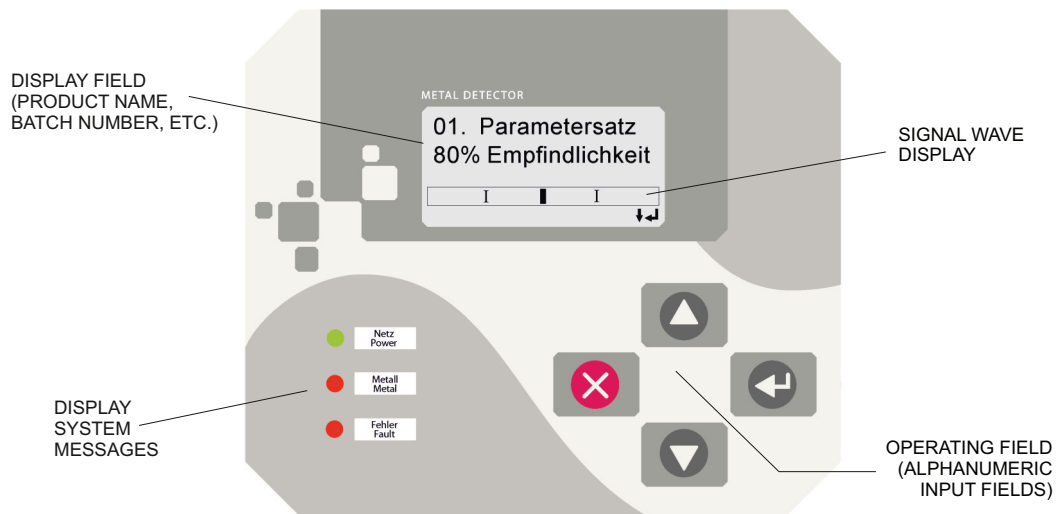 DISPLAY FIELD
(PRODUCT NAME,
BATCH NUMBER, ETC.)
METAL DETECTOR
01. Parametersatz
80% Empfindlichkeit
SIGNAL WAVE
DISPLAY
Netz
Power
Metall
Metal
Fehler
Fault
DISPLAY
SYSTEM
MESSAGES
OPERATING FIELD
(ALPHANUMERIC
INPUT FIELDS)